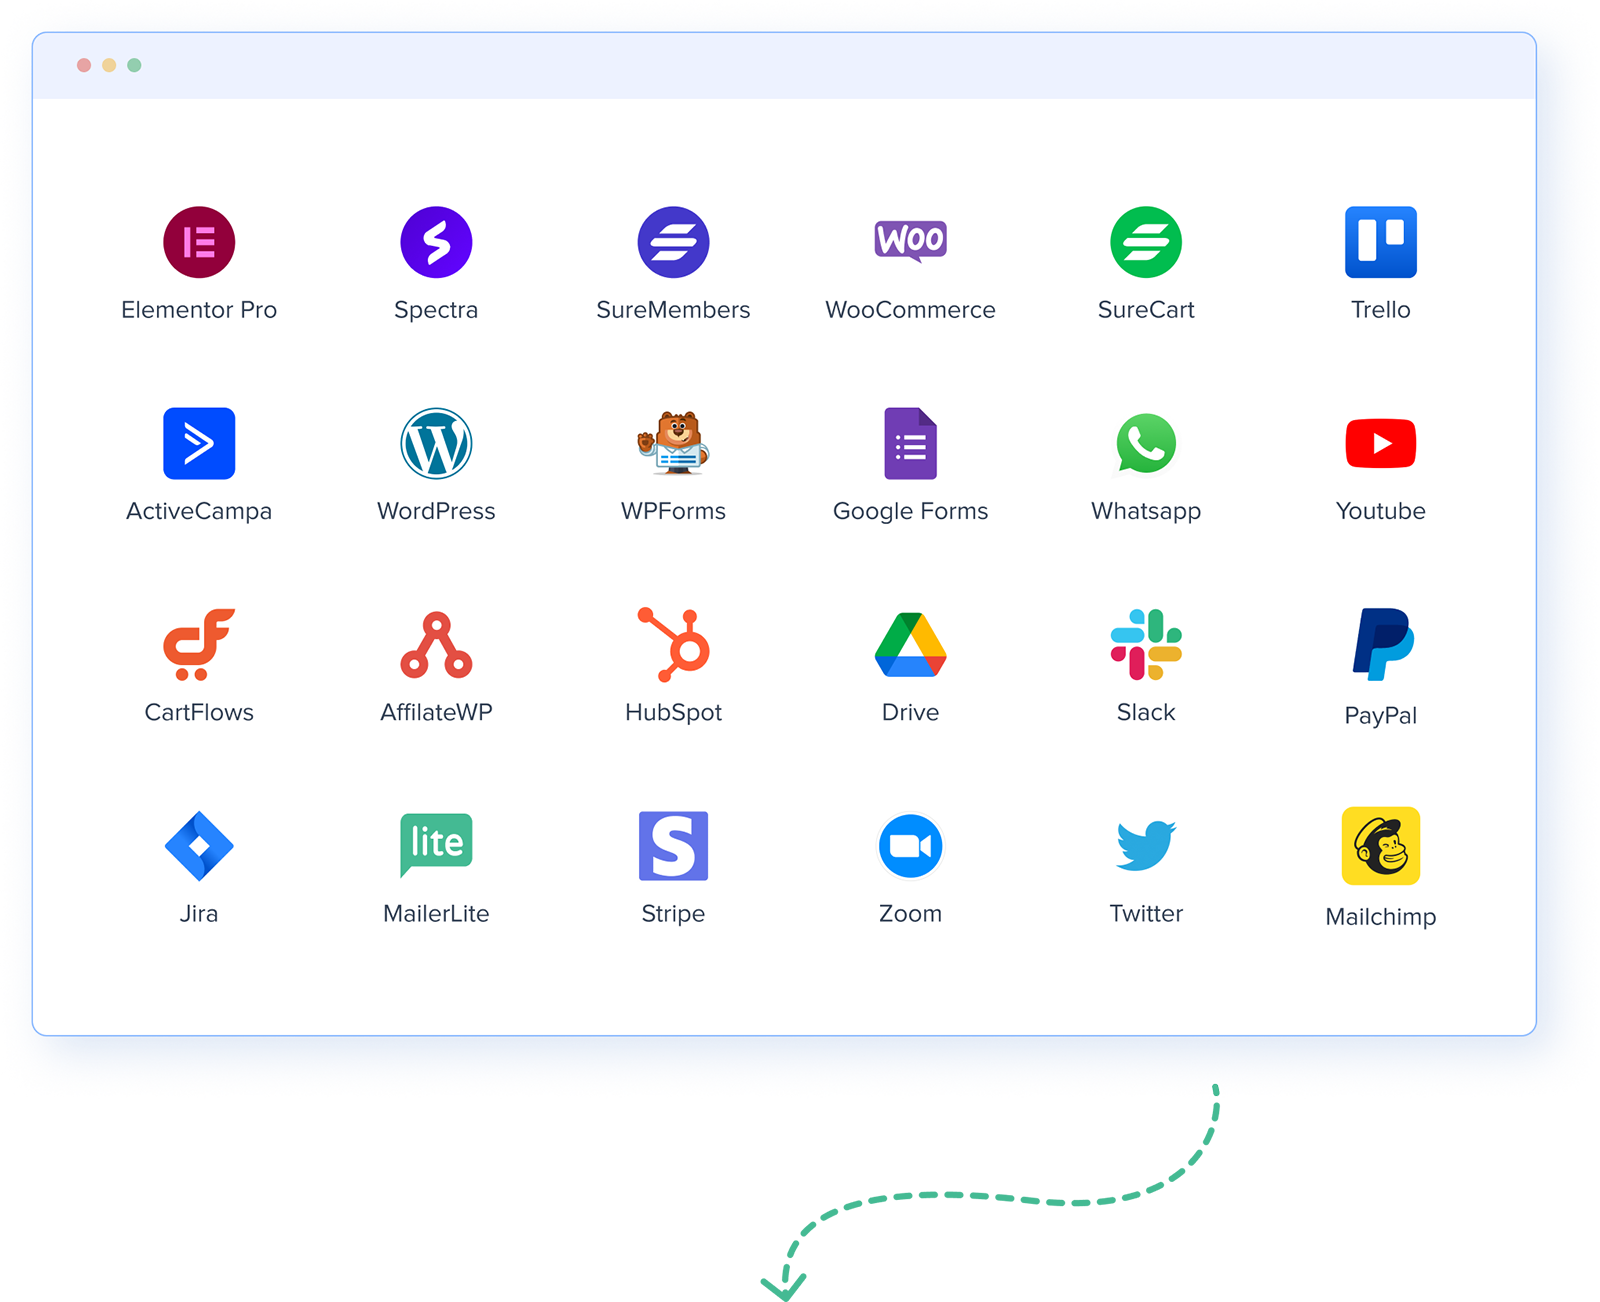 WOO
Elementor Pro
Spectra
SureMembers
WooCommerce
SureCart
Trello
ActiveCampa
WordPress
WPForms
Google Forms
Whatsapp
Youtube
CartFlows
AffilateWP
HubSpot
Drive
Slack
PayPal
lite
Jira
MailerLite
Stripe
Zoom
Twitter
Mailchimp